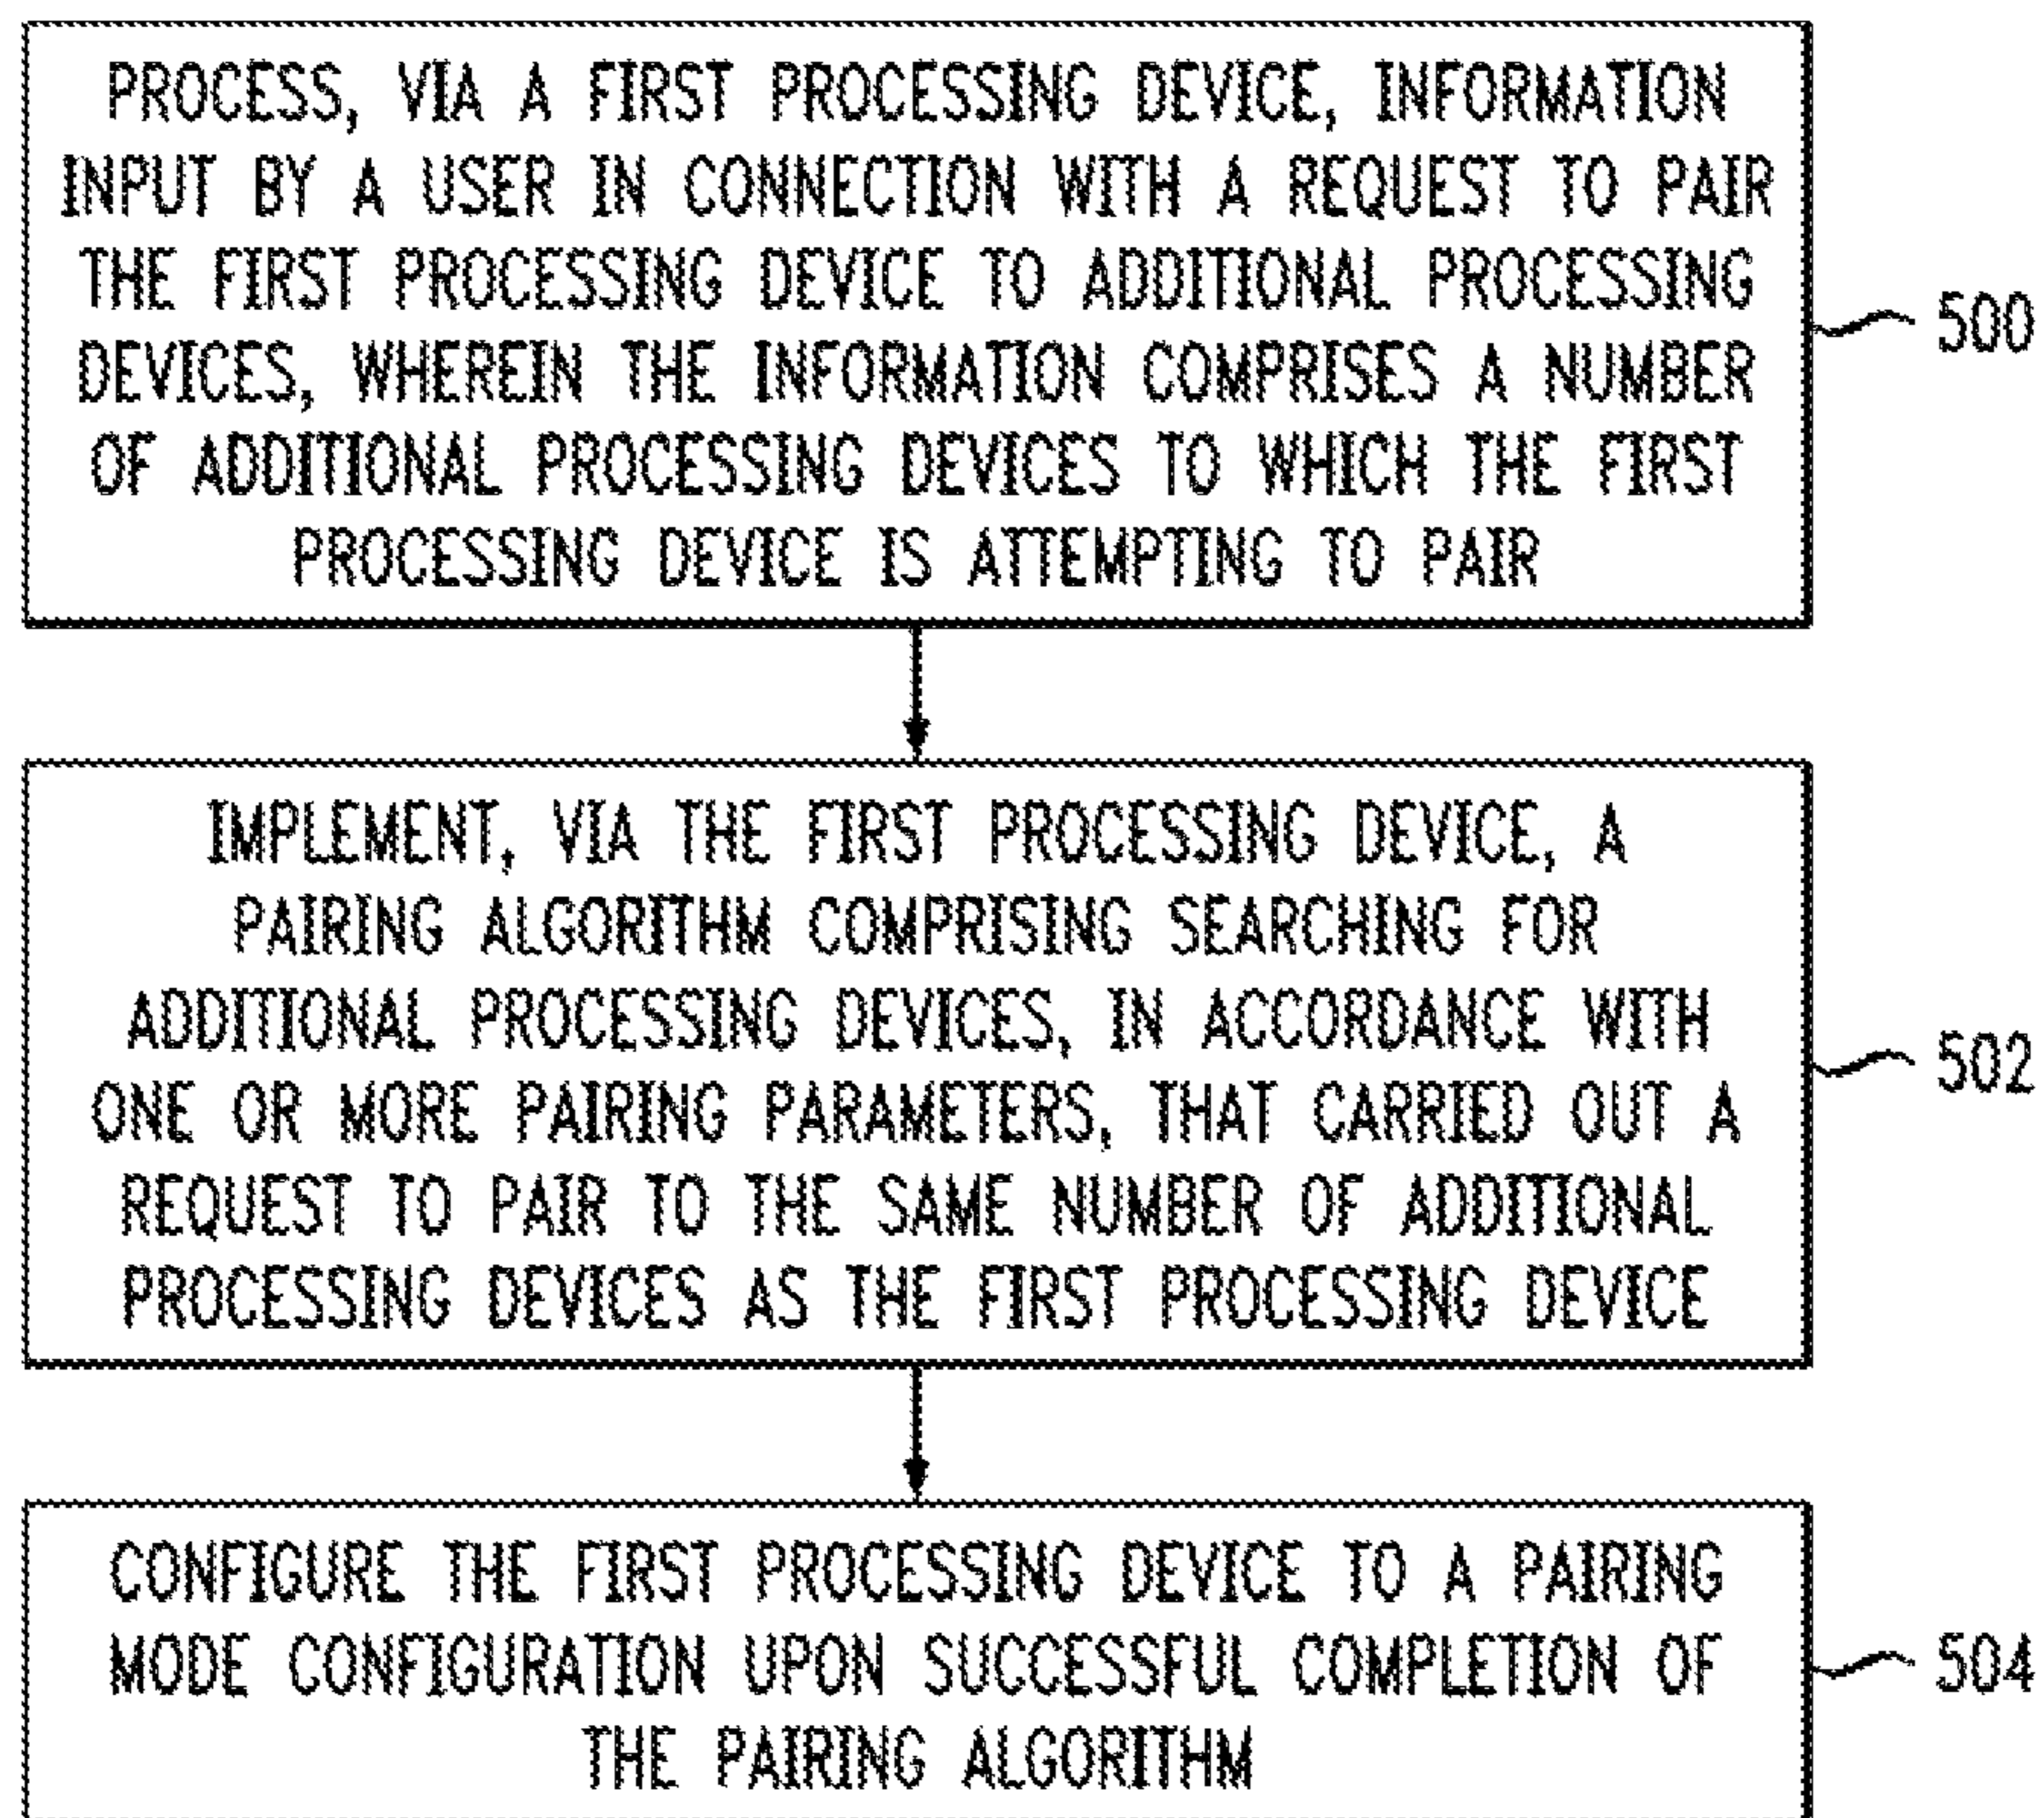 PROCESS, VIA A FIRST PROCESSING DEVICE, INFORMATION
INPUT BY A USER IN CONNECTION WITH A REQUEST TO PAIR
THE FIRST PROCESSING DEVICE TO ADDITIONAL PROCESSING
DEVICES, WHEREIN THE INFORMATION COMPRISES A NUMBER
OF ADDITIONAL PROCESSING DEVICES TO WHICH THE FIRST
PROCESSING DEVICE IS ATTEMPTING TO PAIR
500
IMPLEMENT, VIA THE FIRST PROCESSING DEVICE, A
PAIRING ALGORITHM COMPRISING SEARCHING FOR
ADDITIONAL PROCESSING DEVICES, IN ACCORDANCE WITH
ONE OR MORE PAIRING PARAMETERS, THAT CARRIED OUT A
REQUEST TO PAIR TO THE SAME NUMBER OF ADDITIONAL
PROCESSING DEVICES AS THE FIRST PROCESSING DEVICE
502
CONFIGURE THE FIRST PROCESSING DEVICE TO A PAIRING
MODE CONFIGURATION UPON SUCCESSFUL COMPLETION OF
THE PAIRING ALGORITHM
504